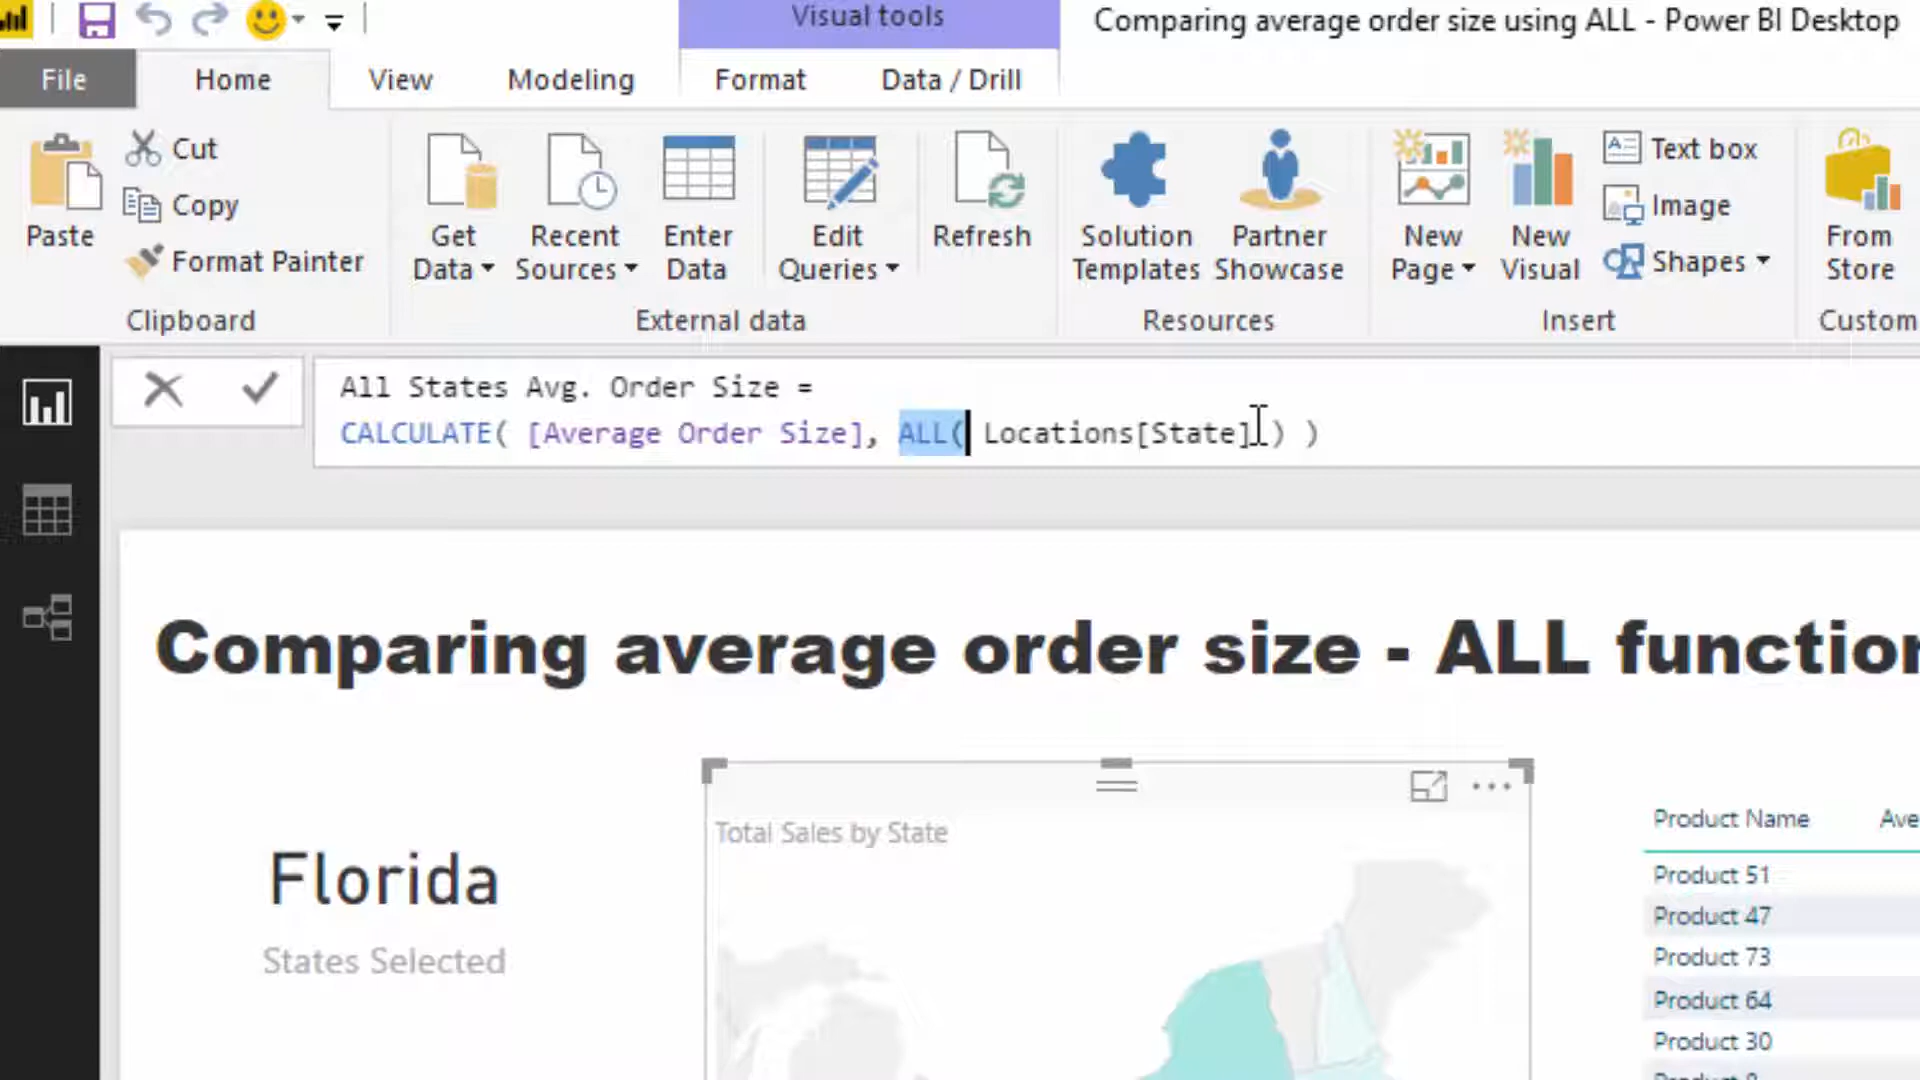 Visual tools
Comparing average order size using ALL - Power BI Desktop
File
Home
View
Modeling
Format
Data / Drill
Paste
Cut
Copy
Format Painter
Get Data
Recent Sources
Enter Data
Edit Queries
Refresh
Solution Templates
Partner Showcase
New Page
New Visual
Text box
Image
Shapes
From Store
Clipboard
External data
Resources
Insert
Custom
All States Avg. Order Size =
CALCULATE( [Average Order Size], ALL( Locations[State] ) )
Comparing average order size - ALL function
Florida
States Selected
Total Sales by State
Product Name
Ave
Product 51
Product 47
Product 73
Product 64
Product 30